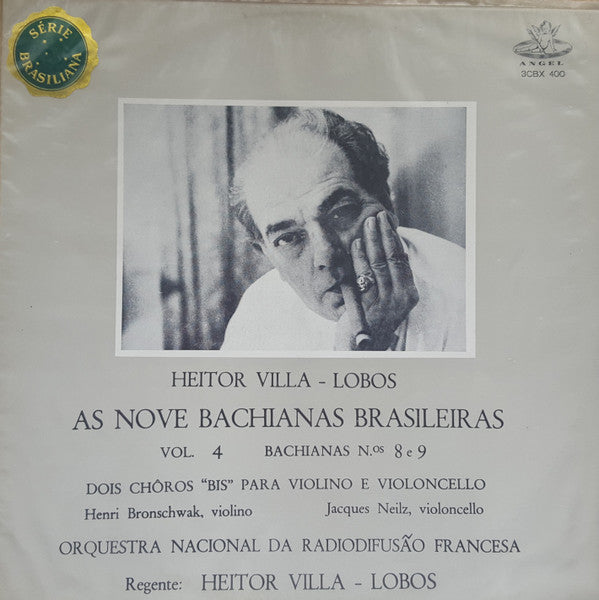 SÉRIE
BRASILIANA
ANGEL
3CBX 400
HEITOR VILLA - LOBOS
AS NOVE BACHIANAS BRASILEIRAS
VOL. 4 BACHIANAS N.os 8 e 9
DOIS CHÔROS "BIS" PARA VIOLINO E VIOLONCELLO
Henri Bronschwak, violino Jacques Neilz, violoncello
ORQUESTRA NACIONAL DA RADIODIFUSÃO FRANCESA
Regente: HEITOR VILLA - LOBOS